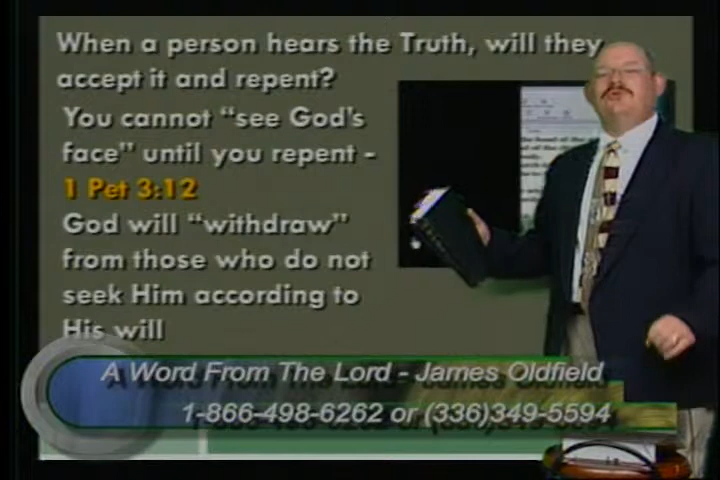 When a person hears the Truth, will they
accept it and repent?
You cannot "see God's
face" until you repent -
1 Pet 3:12
God will "withdraw"
from those who do not
seek Him according to
His will
A Word From The Lord - James Oldfield
1-866-498-6262 or (336)349-5594